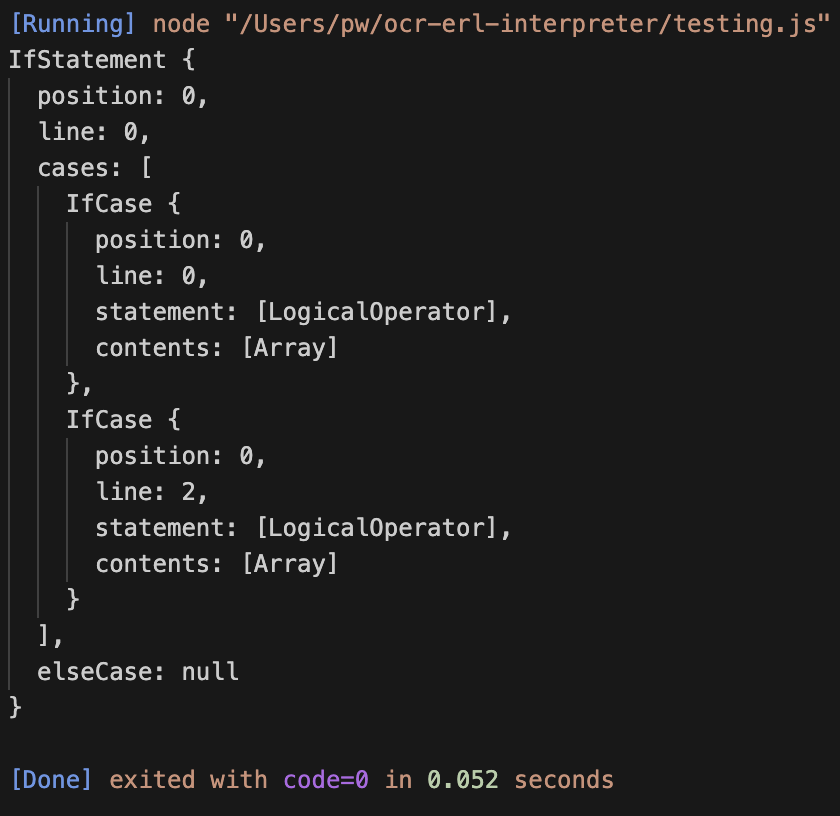 [Running] node "/Users/pw/ocr-erl-interpreter/testing.js"
IfStatement {
  position: 0,
  line: 0,
  cases: [
    IfCase {
      position: 0,
      line: 0,
      statement: [LogicalOperator],
      contents: [Array]
    },
    IfCase {
      position: 0,
      line: 2,
      statement: [LogicalOperator],
      contents: [Array]
    }
  ],
  elseCase: null
}

[Done] exited with code=0 in 0.052 seconds